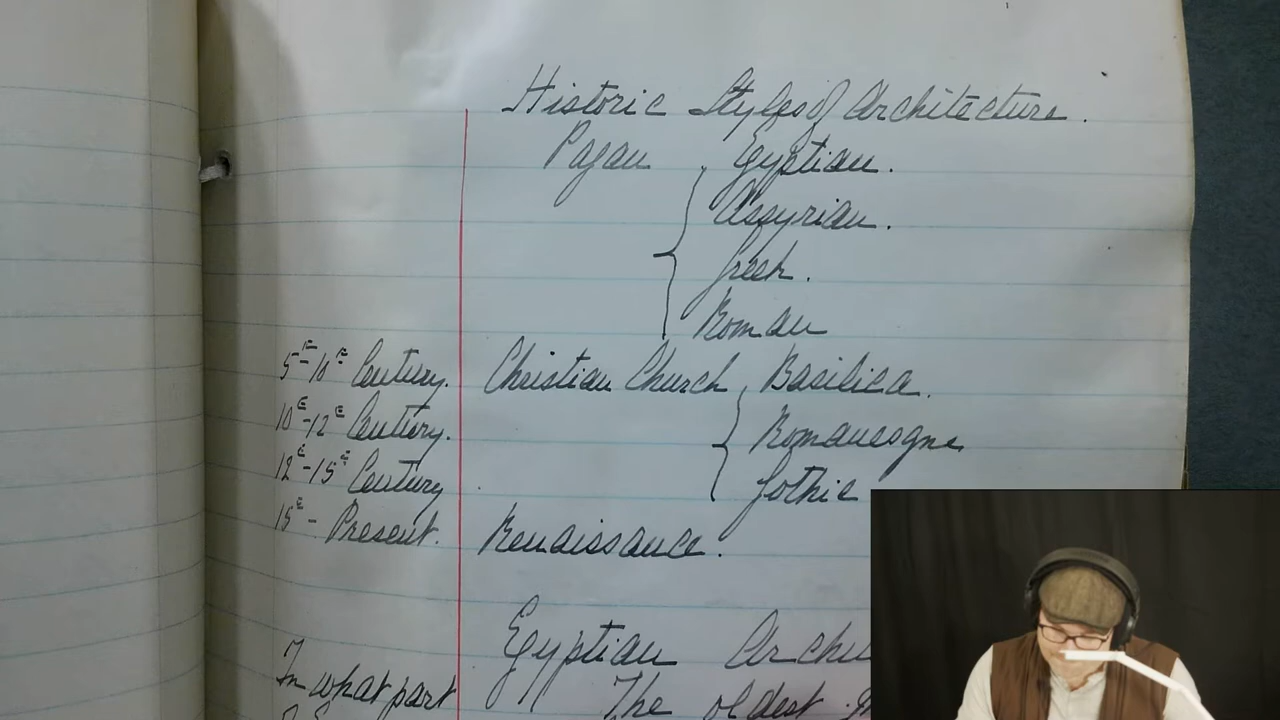 Historic Styles of Architecture.
Pagan { Egyptian.
Assyrian.
Greek.
Roman
5th-10th Century. Christian Church { Basilica.
10th-12th Century. Romanesque
12th-15th Century Gothic
15th - Present. Renaissance.
Egyptian Archi
In what part The oldest